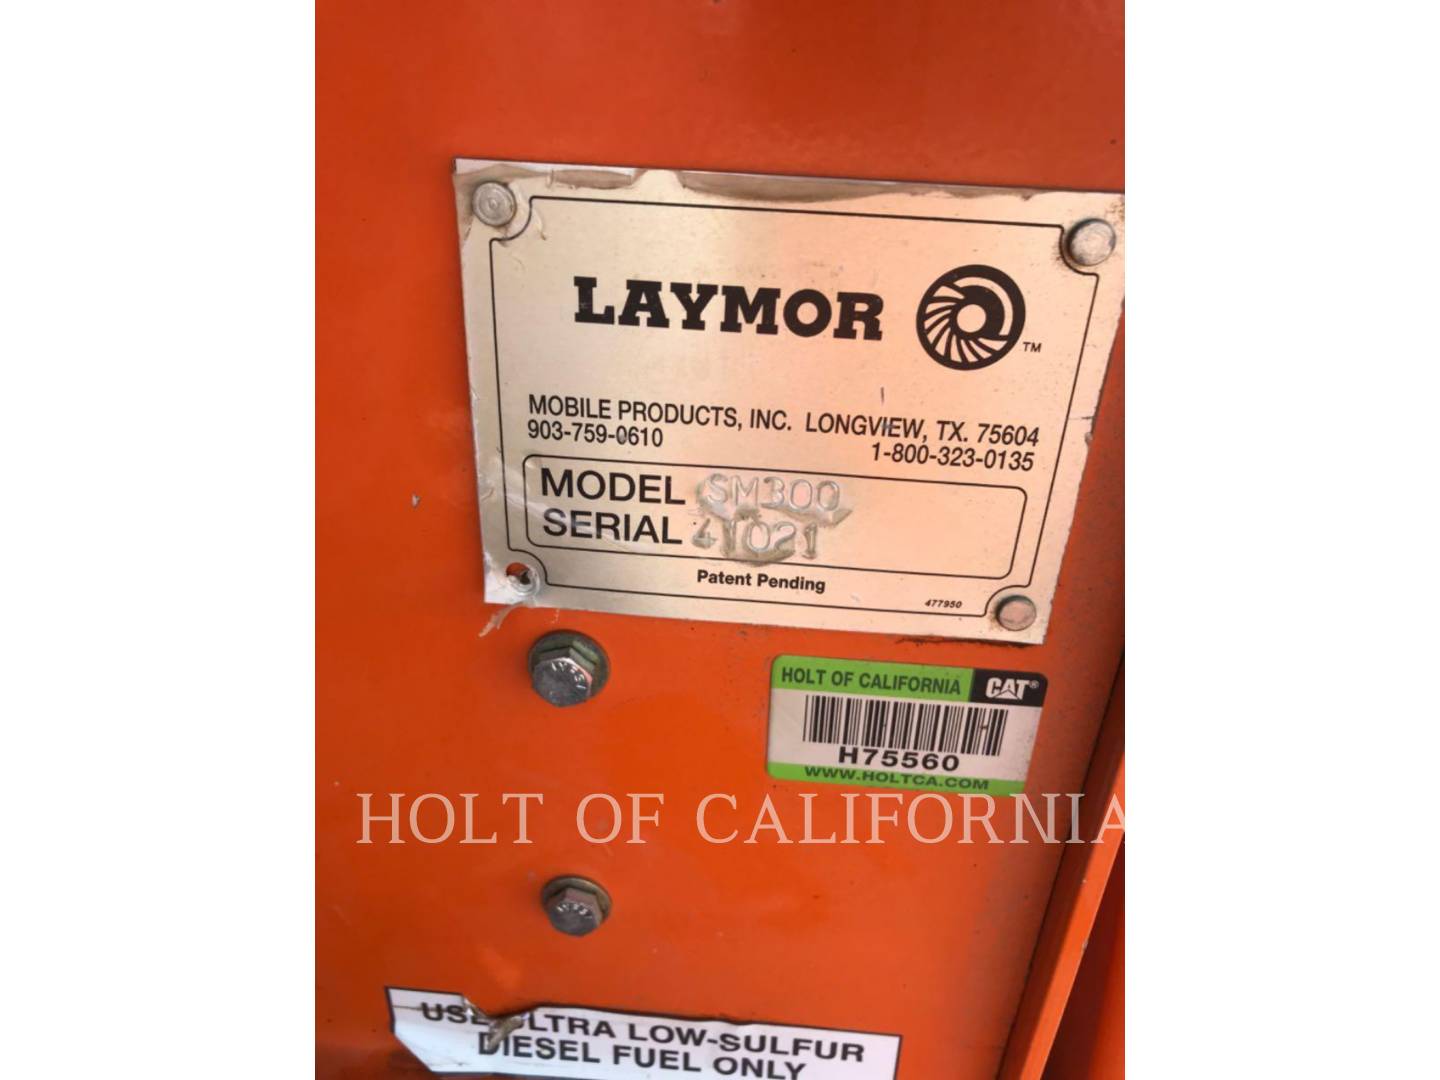 LAYMOR
TM
MOBILE PRODUCTS, INC. LONGVIEW, TX. 75604
903-759-0610 1-800-323-0135
MODEL SM300
SERIAL 41021
Patent Pending
477950
HOLT OF CALIFORNIA CAT®
H75560
WWW.HOLTCA.COM
HOLT OF CALIFORNIA
USE ULTRA LOW-SULFUR
DIESEL FUEL ONLY